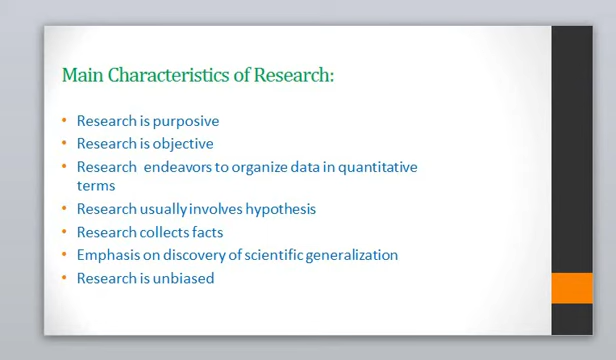 Main Characteristics of Research:
Research is purposive
Research is objective
Research endeavors to organize data in quantitative
terms
Research usually involves hypothesis
Research collects facts
Emphasis on discovery of scientific generalization
Research is unbiased